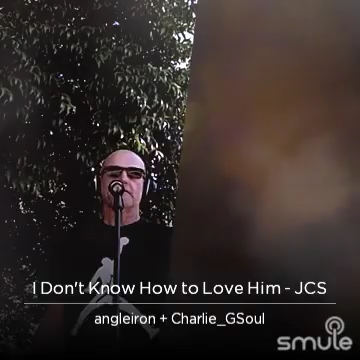 I Don't Know How to Love Him - JCS
angleiron + Charlie_GSoul
smule